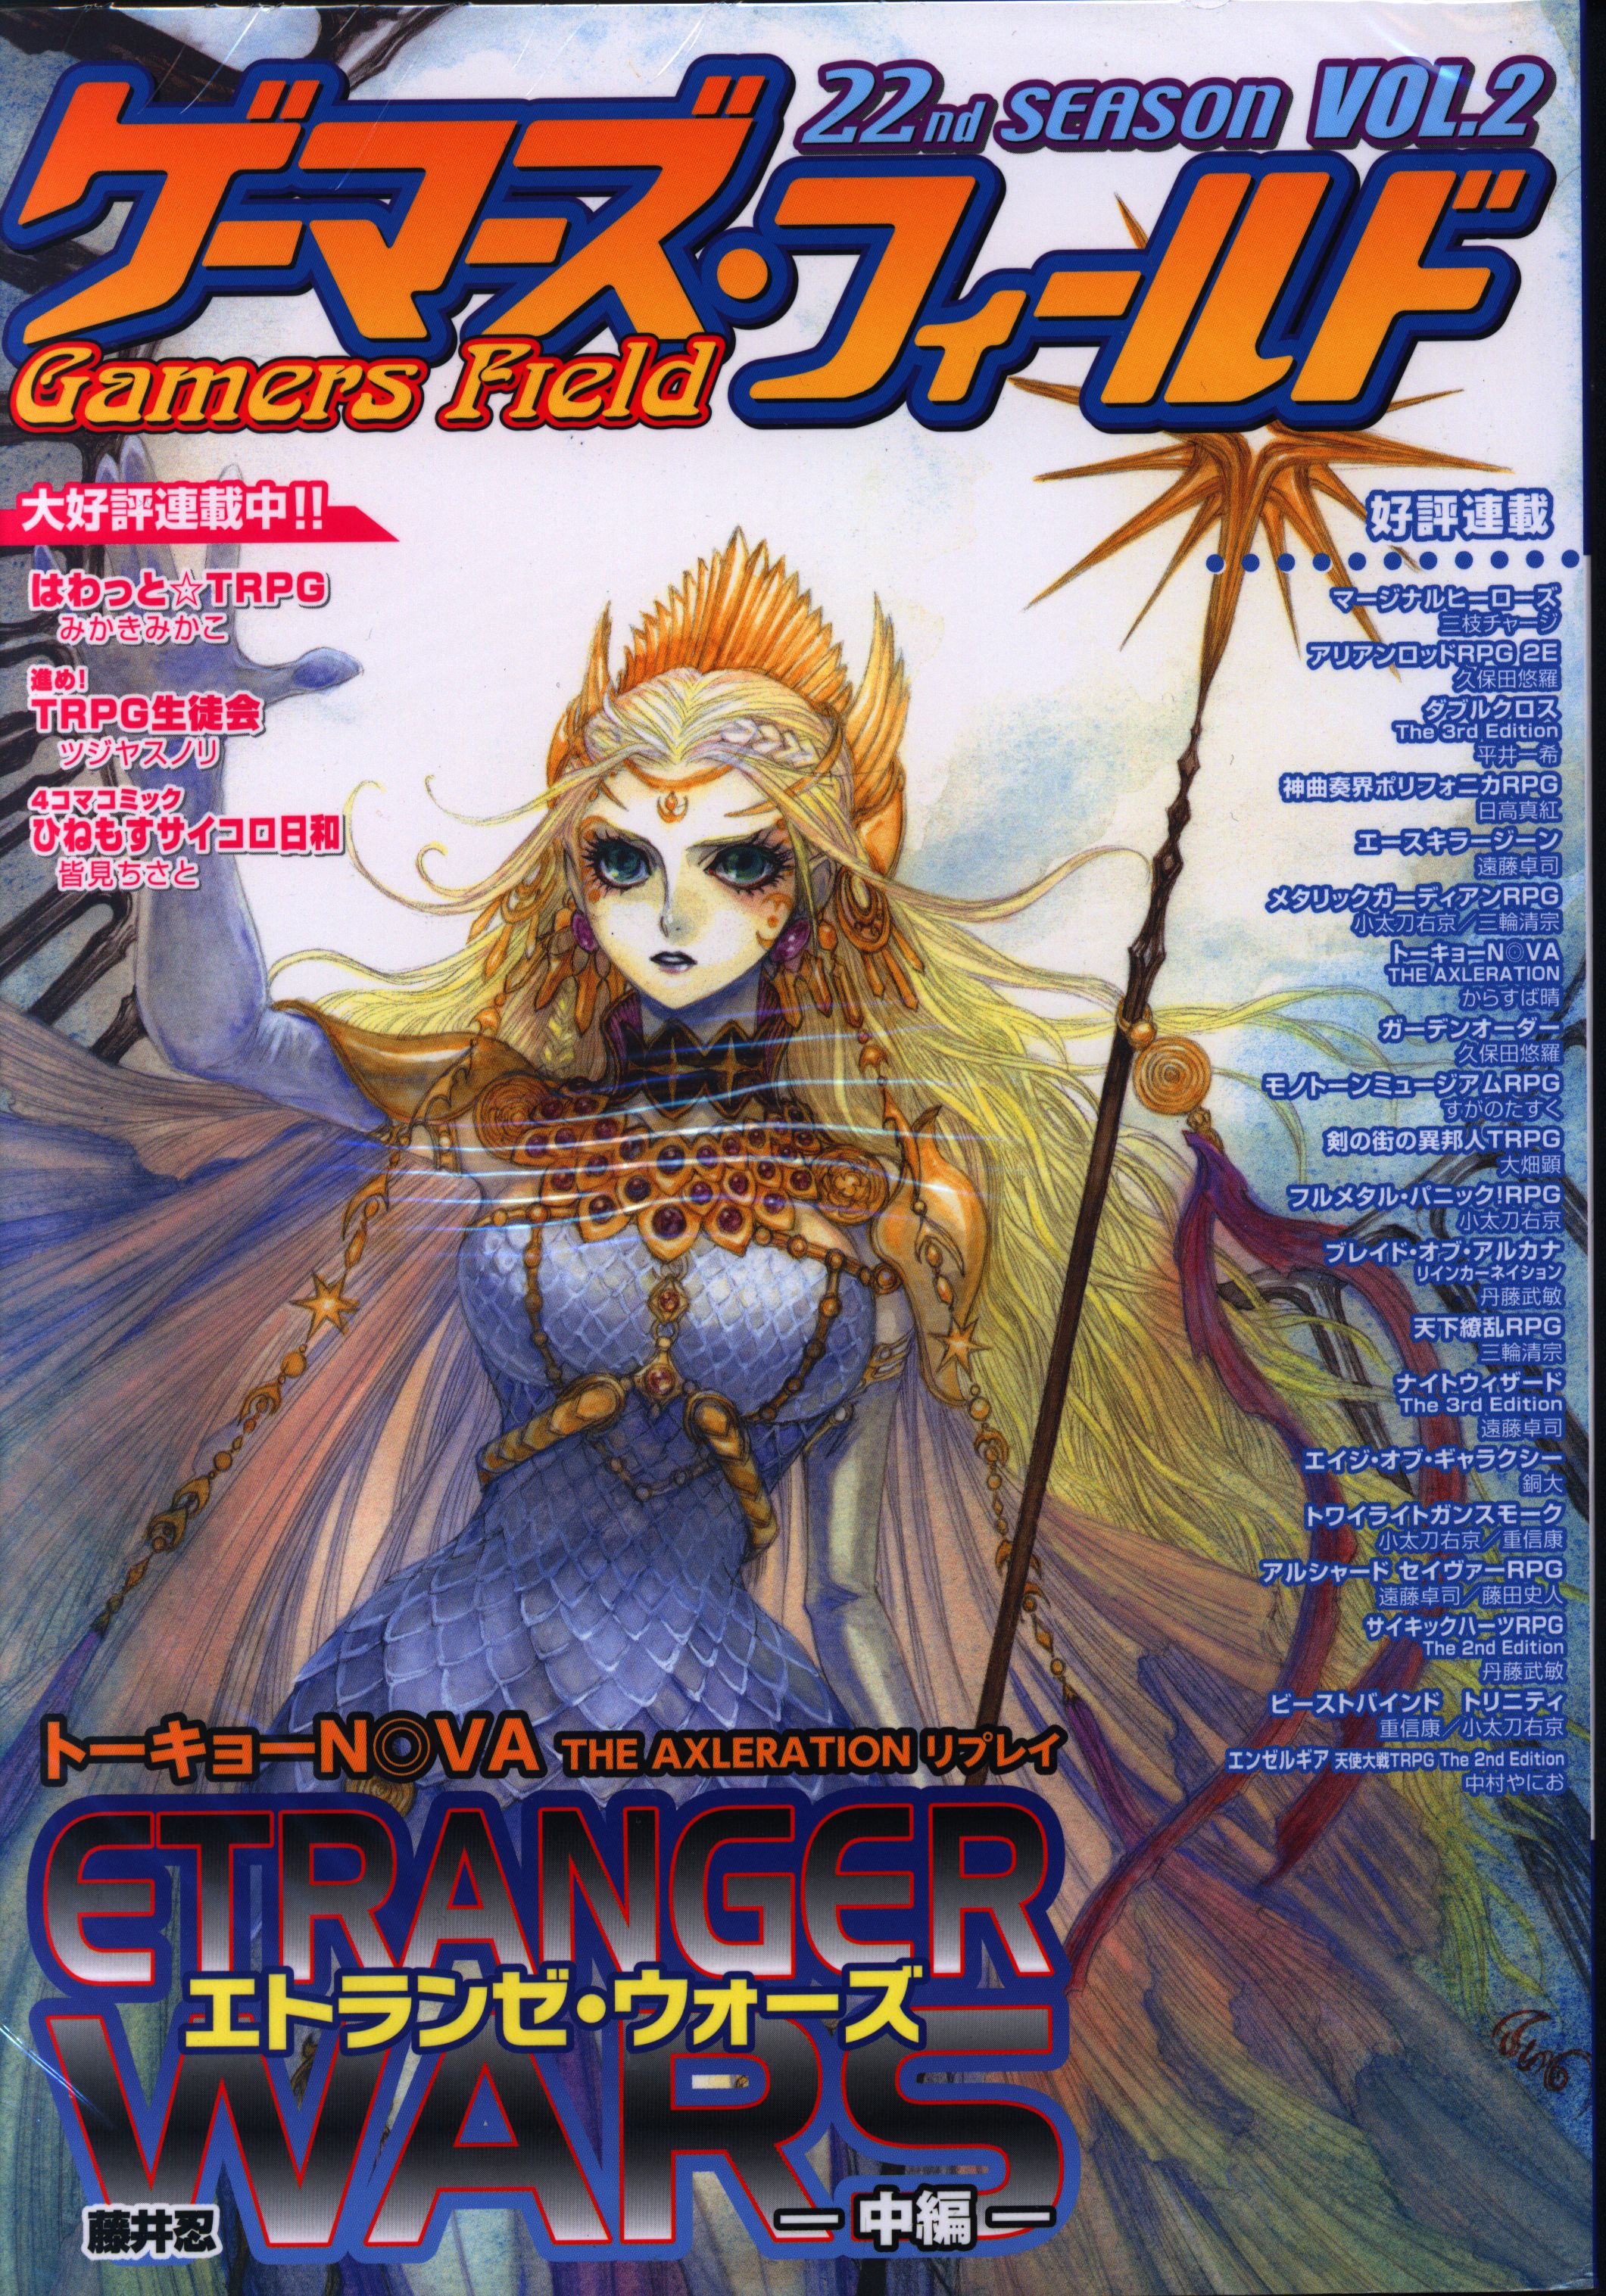 22nd SEASON VOL.2
ゲーマーズ・フィールド
Gamers Field
大好評連載中!!
はわっと☆TRPG
みかきみかこ
進め!
TRPG生徒会
ツジヤスノリ
4コマコミック
ひねもすサイコロ日和
皆見ちさと
好評連載
マージナルヒーローズ
三枝チャージ
アリアンロッドRPG 2E
久保田悠羅
ダブルクロス
The 3rd Edition
平井一希
神曲奏界ポリフォニカRPG
日高真紅
エースキラージーン
遠藤卓司
メタリックガーディアンRPG
小太刀右京／三輪清宗
トーキョーN◎VA
THE AXLERATION
からすば晴
ガーデンオーダー
久保田悠羅
モノトーンミュージアムRPG
すがのたすく
剣の街の異邦人TRPG
大畑顕
フルメタル・パニック!RPG
小太刀右京
ブレイド・オブ・アルカナ
リインカーネイション
丹藤武敏
天下繚乱RPG
三輪清宗
ナイトウィザード
The 3rd Edition
遠藤卓司
エイジ・オブ・ギャラクシー
銅大
トワイライトガンスモーク
小太刀右京／重信康
アルシャード セイヴァーRPG
遠藤卓司／藤田史人
サイキックハーツRPG
The 2nd Edition
丹藤武敏
ビーストバインド トリニティ
重信康／小太刀右京
エンゼルギア 天使大戦TRPG The 2nd Edition
中村やにお
トーキョーN◎VA THE AXLERATION リプレイ
ETRANGER
エトランゼ・ウォーズ
WARS
藤井忍
― 中編 ―